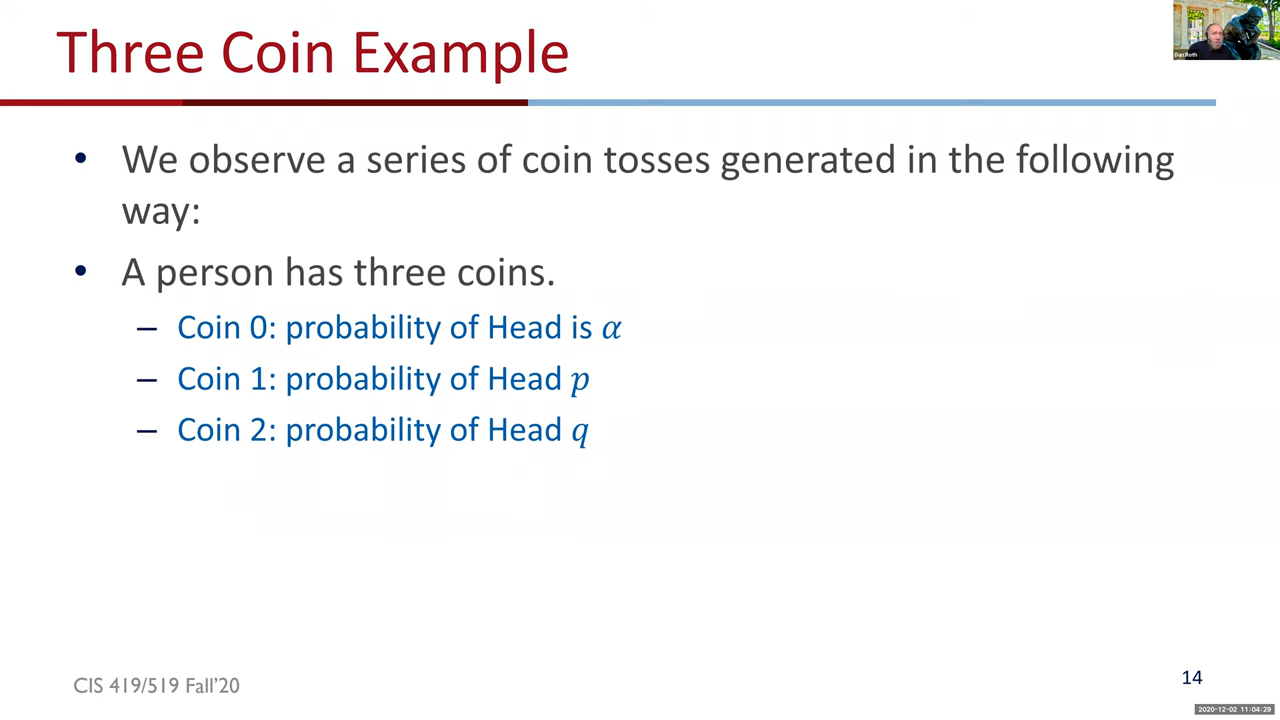 Three Coin Example
Dan Roth
• We observe a series of coin tosses generated in the following
way:
• A person has three coins.
– Coin 0: probability of Head is 𝛼
– Coin 1: probability of Head 𝑝
– Coin 2: probability of Head 𝑞
CIS 419/519 Fall’20
14
2020-12-02 11:04:29